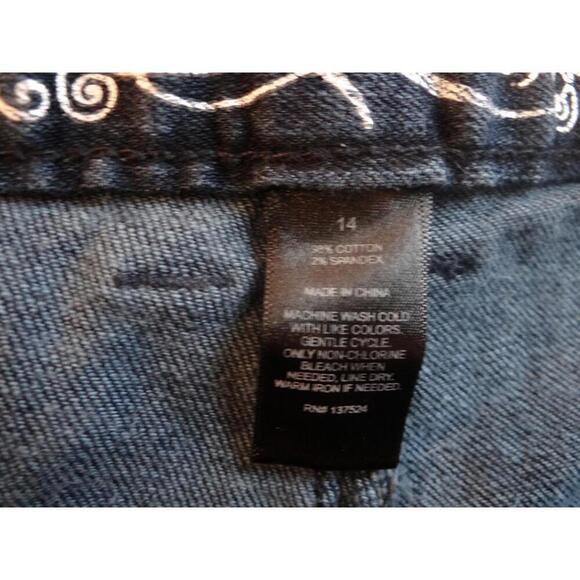 14
98% COTTON
2% SPANDEX
MADE IN CHINA
MACHINE WASH COLD
WITH LIKE COLORS.
GENTLE CYCLE.
ONLY NON-CHLORINE
BLEACH WHEN
NEEDED, LINE DRY.
WARM IRON IF NEEDED.
RN# 137524